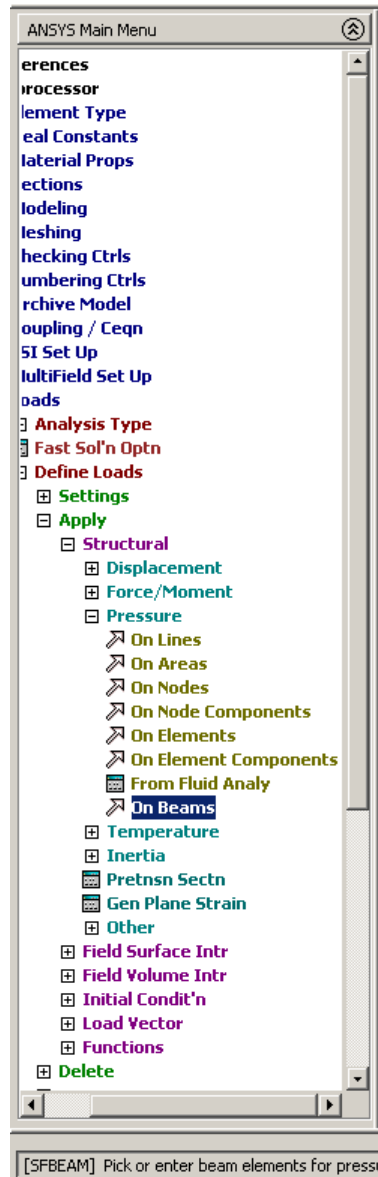 ANSYS Main Menu
erences
processor
lement Type
eal Constants
laterial Props
ections
lodeling
leshing
hecking Ctrls
umbering Ctrls
rchive Model
oupling / Ceqn
SI Set Up
lultiField Set Up
oads
Analysis Type
Fast Sol'n Optn
Define Loads
Settings
Apply
Structural
Displacement
Force/Moment
Pressure
On Lines
On Areas
On Nodes
On Node Components
On Elements
On Element Components
From Fluid Analy
On Beams
Temperature
Inertia
Pretnsn Sectn
Gen Plane Strain
Other
Field Surface Intr
Field Volume Intr
Initial Condit'n
Load Vector
Functions
Delete
[SFBEAM] Pick or enter beam elements for pressu